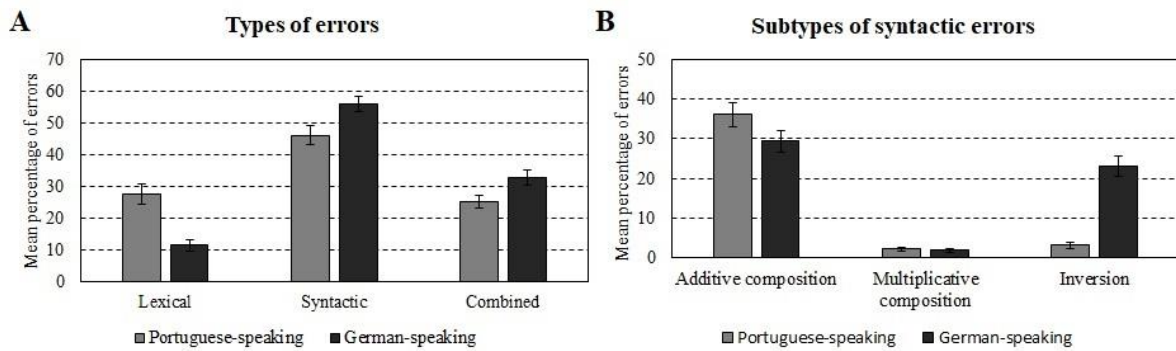 A
Types of errors
Mean percentage of errors
70
60
50
40
30
20
10
0
Lexical
Syntactic
Combined
Portuguese-speaking
German-speaking
B
Subtypes of syntactic errors
Mean percentage of errors
50
40
30
20
10
0
Additive composition
Multiplicative
composition
Inversion
Portuguese-speaking
German-speaking